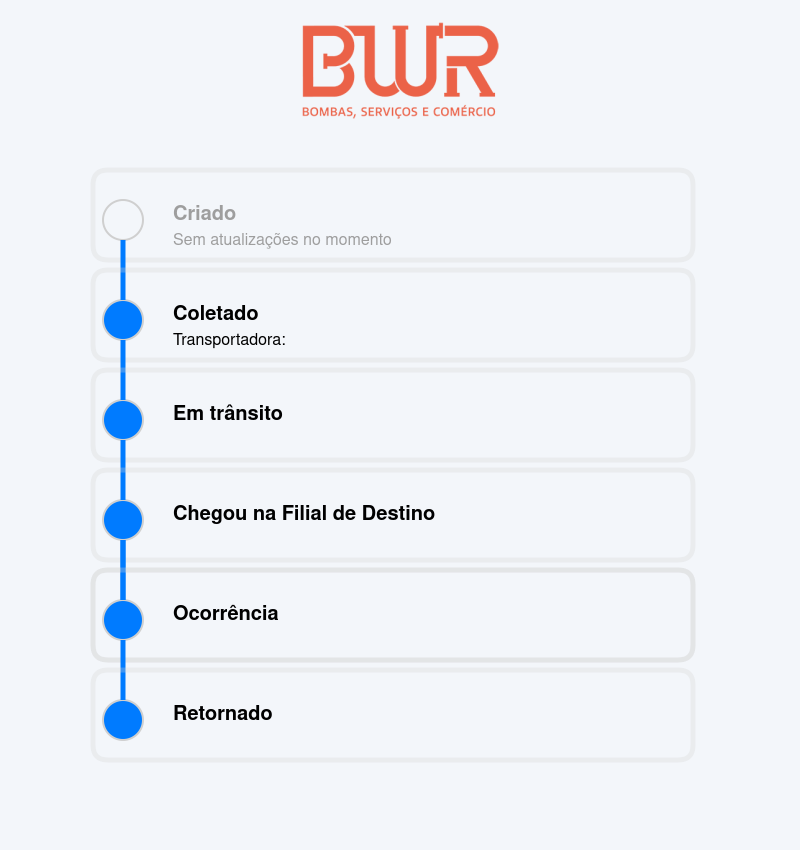 BWR
BOMBAS, SERVIÇOS E COMÉRCIO
Criado
Sem atualizações no momento
Coletado
Transportadora:
Em trânsito
Chegou na Filial de Destino
Ocorrência
Retornado